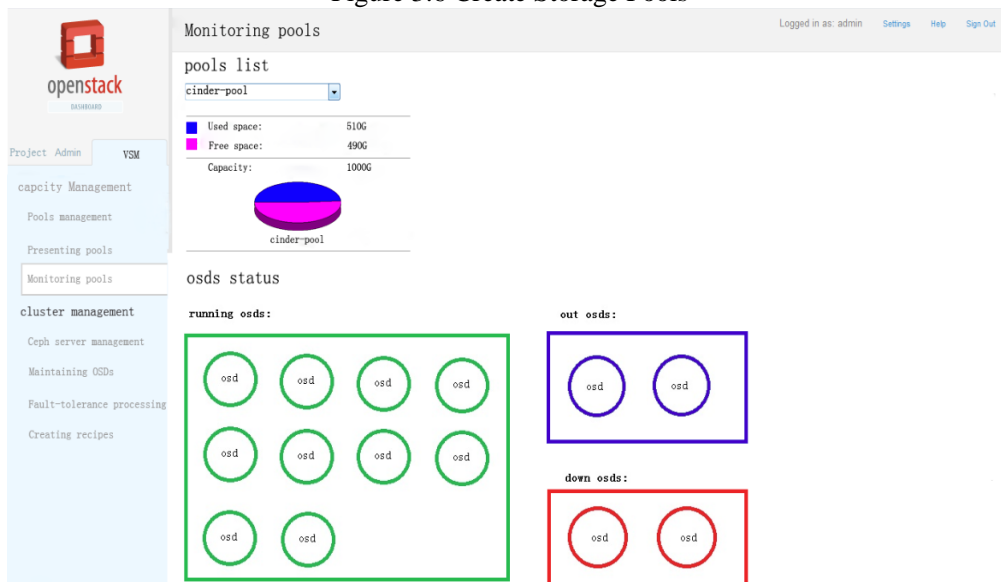 Figure 3.6 Create Storage Pools
Monitoring pools
Logged in as: admin Settings Help Sign Out
openstack
DASHBOARD
Project Admin VSM
capcity Management
Pools management
Presenting pools
Monitoring pools
cluster management
Ceph server management
Maintaining OSDs
Fault-tolerance processing
Creating recipes
pools list
cinder-pool
Used space: 510G
Free space: 490G
Capacity: 1000G
cinder-pool
osds status
running osds:
osd osd osd osd
osd osd osd osd
osd osd
out osds:
osd osd
down osds:
osd osd